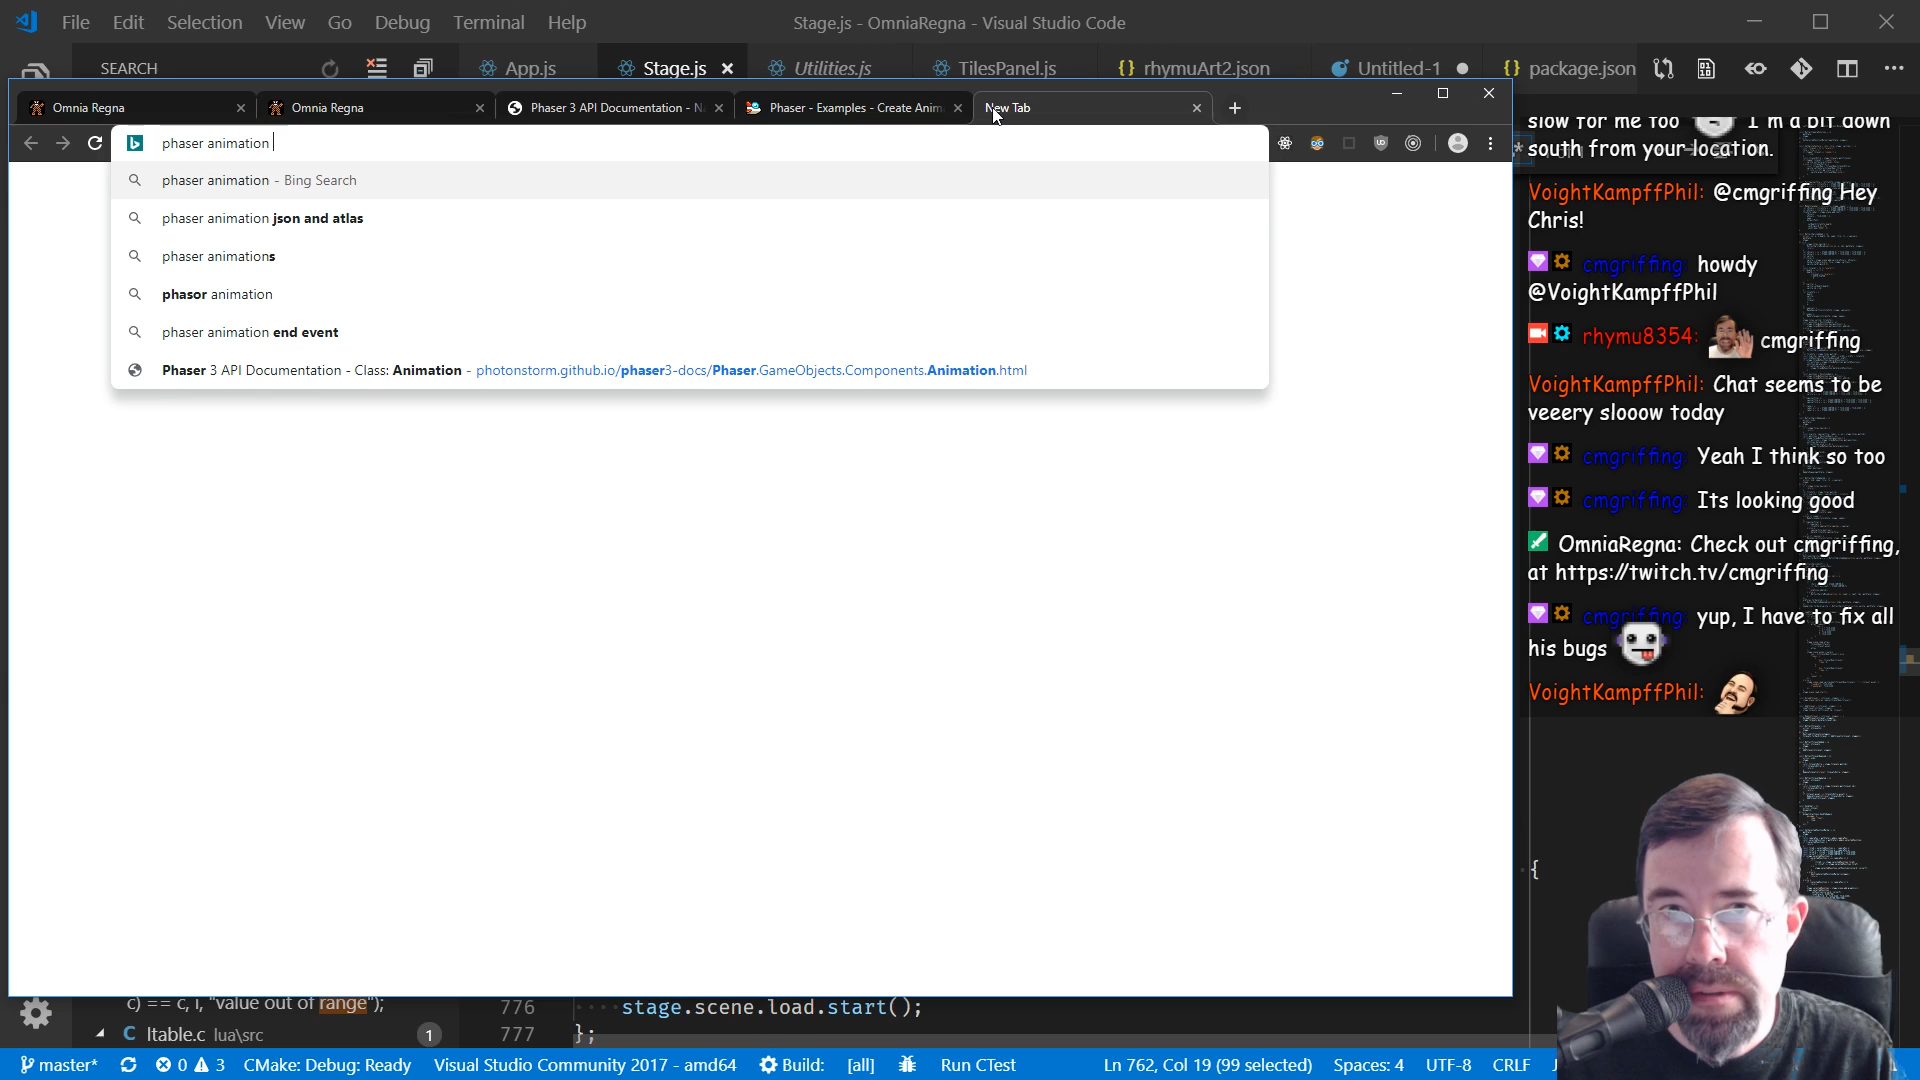 File Edit Selection View Go Debug Terminal Help
Stage.js - OmniaRegna - Visual Studio Code
SEARCH
App.js
Stage.js
Utilities.js
TilesPanel.js
{} rhymuArt2.json
Untitled-1
{} package.json
Omnia Regna
Omnia Regna
Phaser 3 API Documentation - N
Phaser - Examples - Create Anim
New Tab
phaser animation
phaser animation - Bing Search
phaser animation json and atlas
phaser animations
phasor animation
phaser animation end event
Phaser 3 API Documentation - Class: Animation - photonstorm.github.io/phaser3-docs/Phaser.GameObjects.Components.Animation.html
slow for me too I'm a bit down
south from your location.
VoightKampffPhil: @cmgriffing Hey
Chris!
cmgriffing: howdy
@VoightKampffPhil
rhymu8354: cmgriffing
VoightKampffPhil: Chat seems to be
veeery slooow today
cmgriffing: Yeah I think so too
cmgriffing: Its looking good
OmniaRegna: Check out cmgriffing,
at https://twitch.tv/cmgriffing
cmgriffing: yup, I have to fix all
his bugs
VoightKampffPhil:
{
c) == c, i, "value out of range");
ltable.c lua\src
1
776 stage.scene.load.start();
777 };
master* 0 3 CMake: Debug: Ready Visual Studio Community 2017 - amd64 Build: [all] Run CTest Ln 762, Col 19 (99 selected) Spaces: 4 UTF-8 CRLF